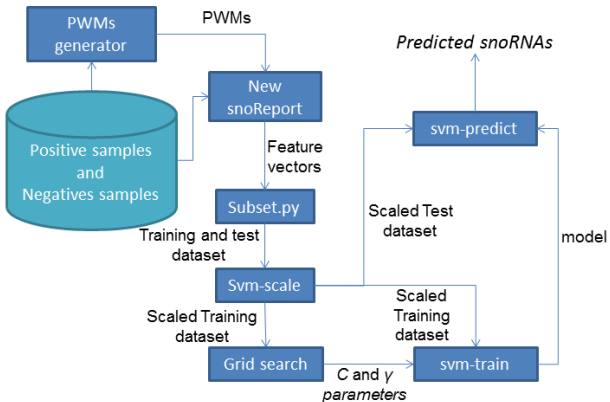 PWMs
generator
PWMs
Predicted snoRNAs
New
snoReport
svm-predict
Positive samples
and
Negatives samples
Feature
vectors
Subset.py
Scaled Test
dataset
model
Training and test
dataset
Svm-scale
Scaled Training
dataset
Scaled
Training
dataset
Grid search
C and γ
parameters
svm-train